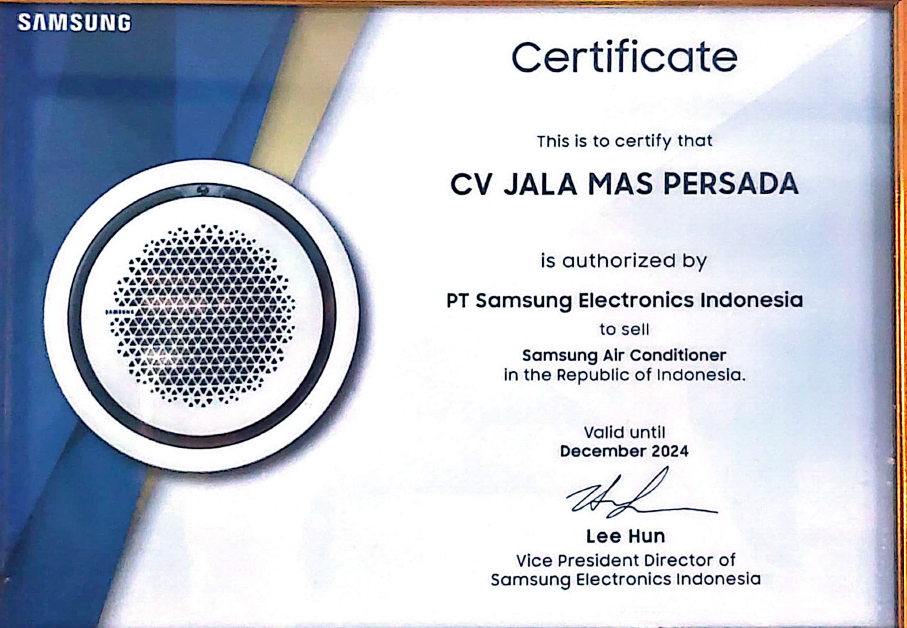 SAMSUNG
Certificate
This is to certify that
CV JALA MAS PERSADA
is authorized by
PT Samsung Electronics Indonesia
to sell
Samsung Air Conditioner
in the Republic of Indonesia.
Valid until
December 2024
Lee Hun
Vice President Director of
Samsung Electronics Indonesia